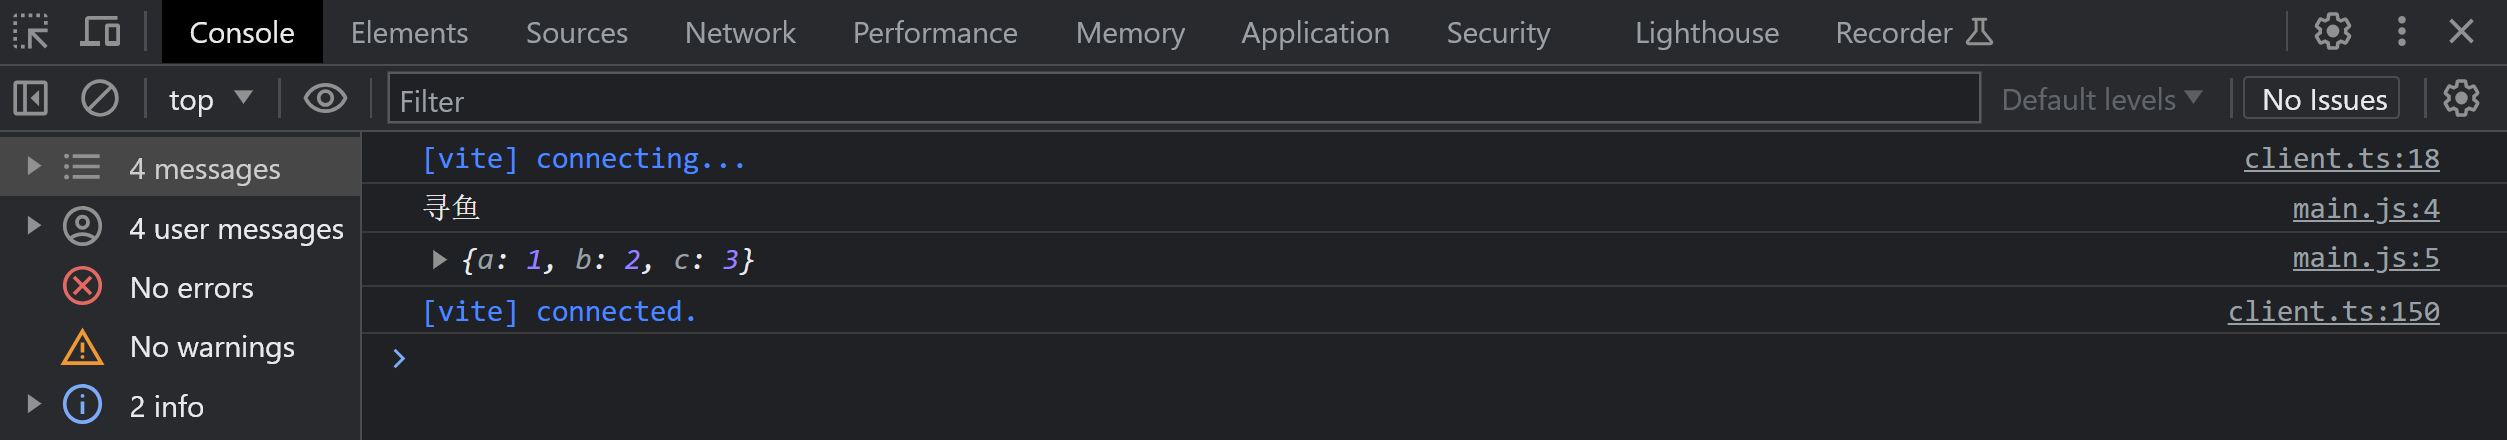 Console Elements Sources Network Performance Memory Application Security Lighthouse Recorder
top Filter Default levels No Issues
4 messages
4 user messages
No errors
No warnings
2 info
[vite] connecting... client.ts:18
寻鱼 main.js:4
{a: 1, b: 2, c: 3} main.js:5
[vite] connected. client.ts:150